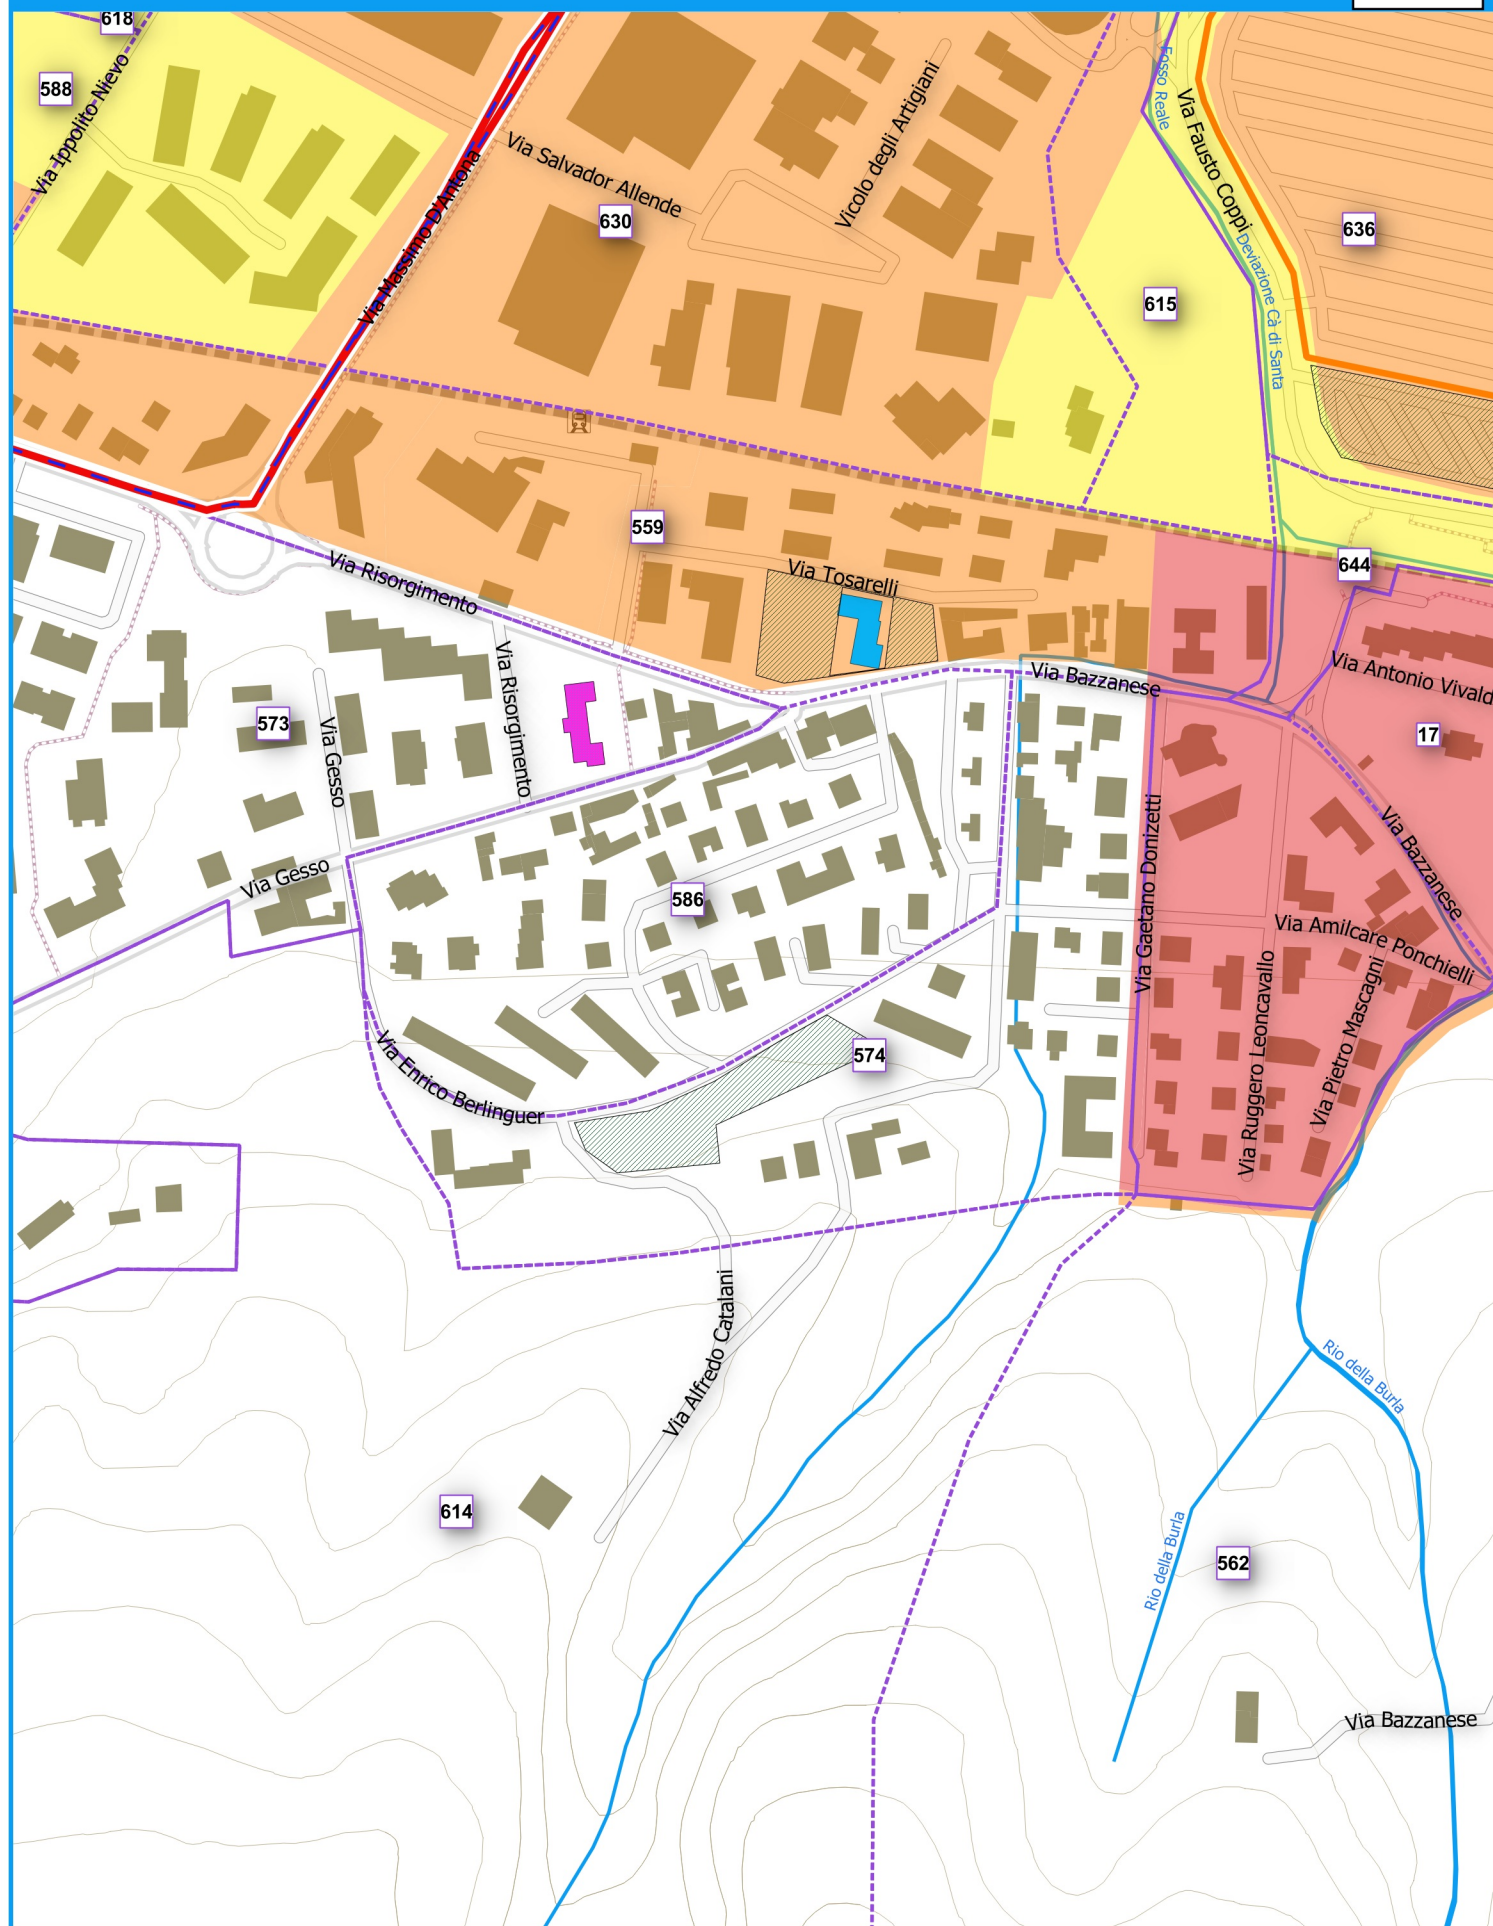 618
588
Via Ippolito Nievo
Via Massimo D'Antona
Via Salvador Allende
630
Vicolo degli Artigiani
Fosso Reale
Via Fausto Coppi
636
Deviazione Cà di Santa
615
559
Via Tosarelli
644
Via Risorgimento
Via Risorgimento
Via Bazzanese
Via Antonio Vivald
17
573
Via Gesso
Via Gesso
Via Gaetano Donizetti
Via Bazzanese
586
Via Amilcare Ponchielli
Via Ruggero Leoncavallo
Via Pietro Mascagni
574
Via Enrico Berlinguer
Via Alfredo Catalani
Rio della Burla
614
Rio della Burla
562
Via Bazzanese